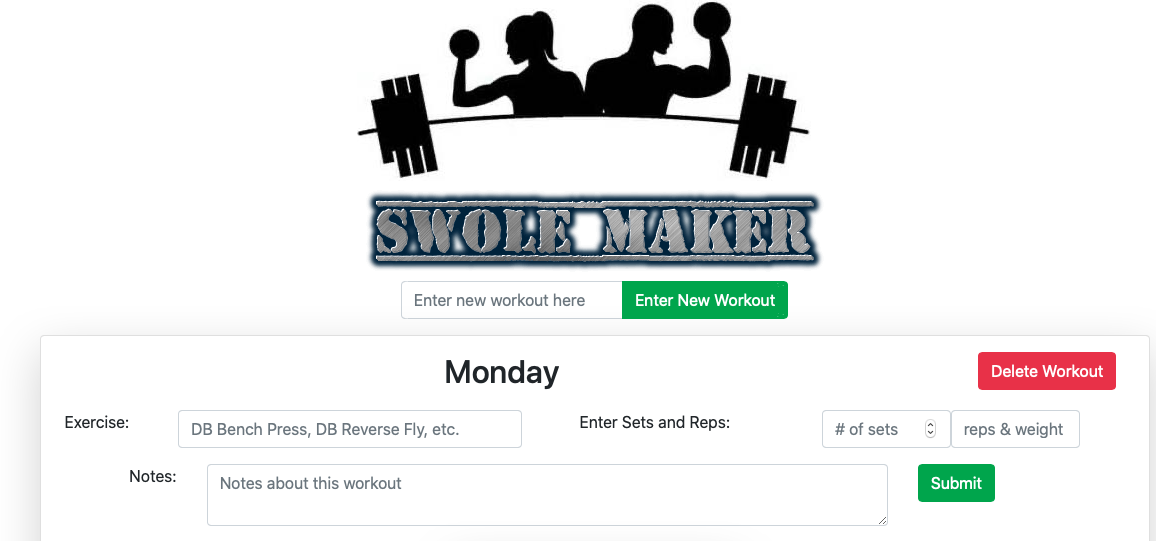 SWOLE MAKER
Enter new workout here Enter New Workout
Monday Delete Workout
Exercise: DB Bench Press, DB Reverse Fly, etc. Enter Sets and Reps: # of sets reps & weight
Notes: Notes about this workout Submit